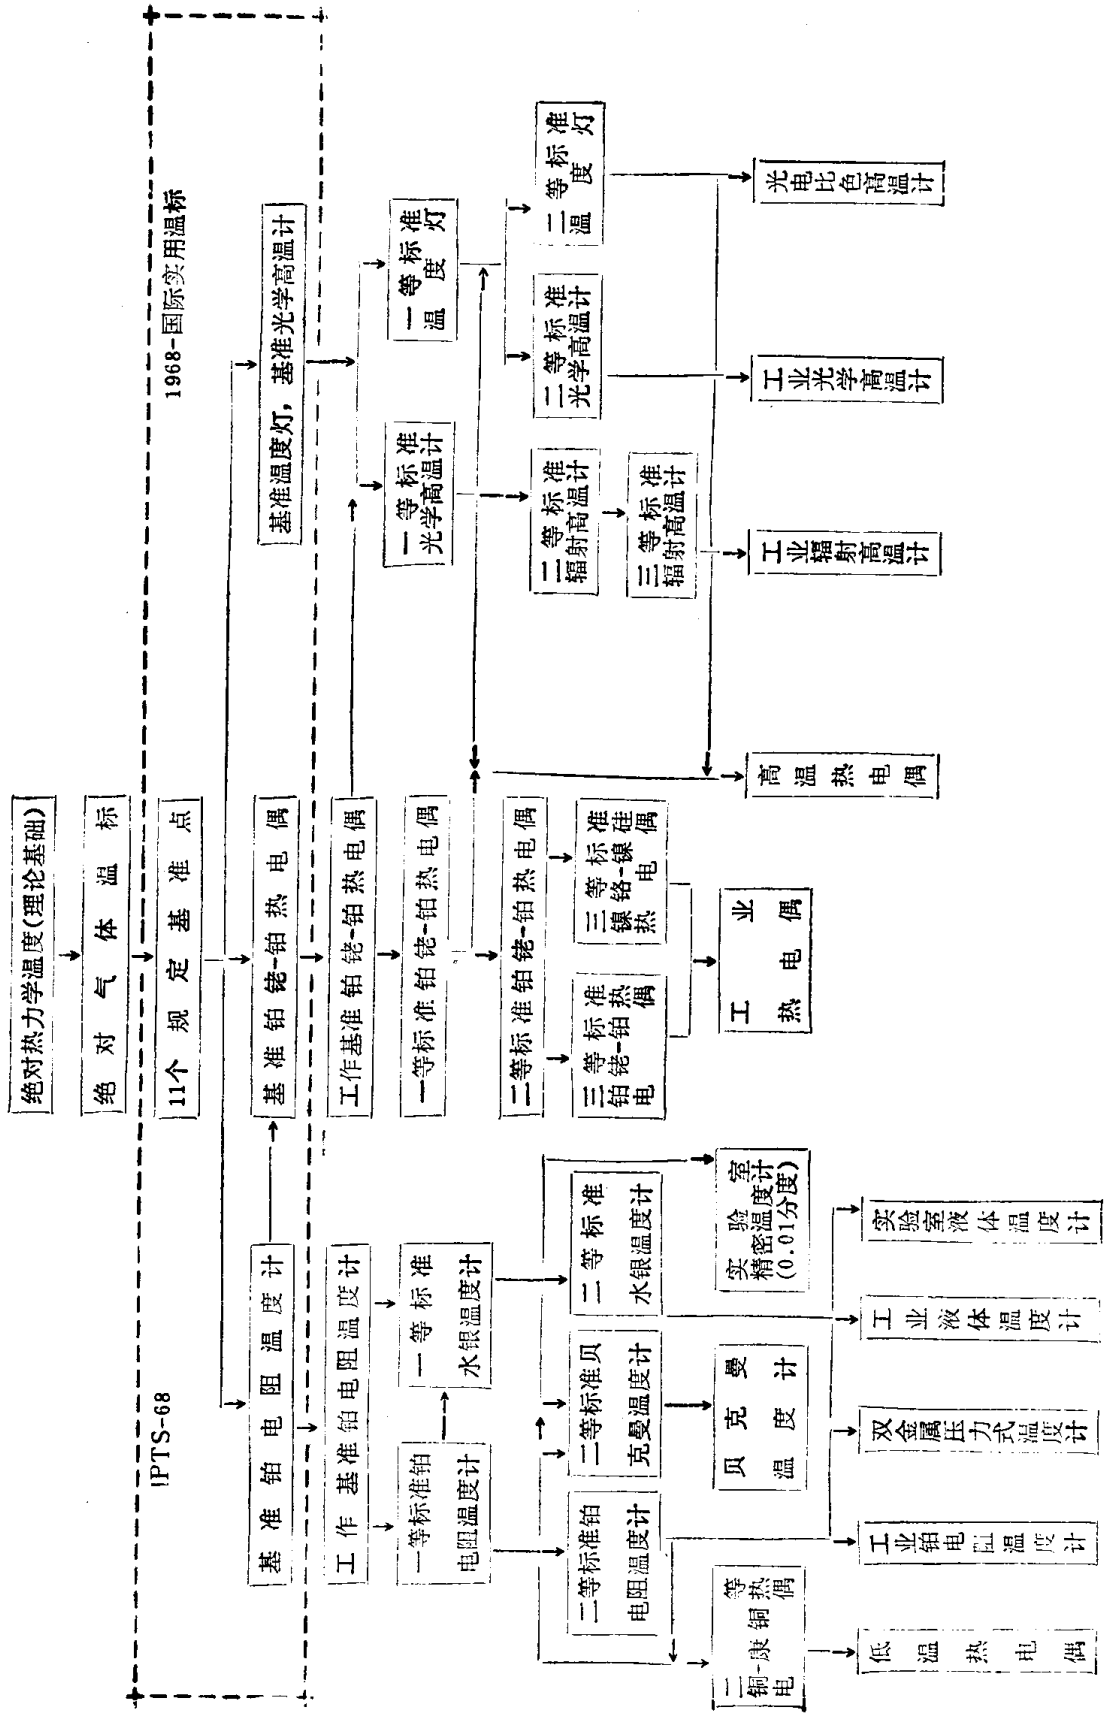 绝对热力学温度(理论基础)
绝对气体温标
IPTS-68
1968-国际实用温标
11个规定基准点
基准铂电阻温度计
基准铂铑-铂热电偶
基准温度灯，基准光学高温计
工作基准铂电阻温度计
工作基准铂铑-铂热电偶
一等标准铂
电阻温度计
一等标准
水银温度计
一等标准铂铑-铂热电偶
一等标准
光学高温计
一等标准
温度灯
二等标准铂
电阻温度计
二等标准贝
克曼温度计
二等标准
水银温度计
二等标准铂铑-铂热电偶
二等标准
辐射高温计
二等标准
光学高温计
二等标准
温度灯
三等标准
铂铑-铂热
电偶
三等标准
镍铬-镍硅
热电偶
三等标准
辐射高温计
二等
铜-康铜热
电偶
贝克曼
温度计
实验室
精密温度计
(0.01分度)
工业
热电偶
高温热电偶
工业辐射高温计
工业光学高温计
光电比色高温计
低温热电偶
工业铂电阻温度计
双金属压力式温度计
工业液体温度计
实验室液体温度计